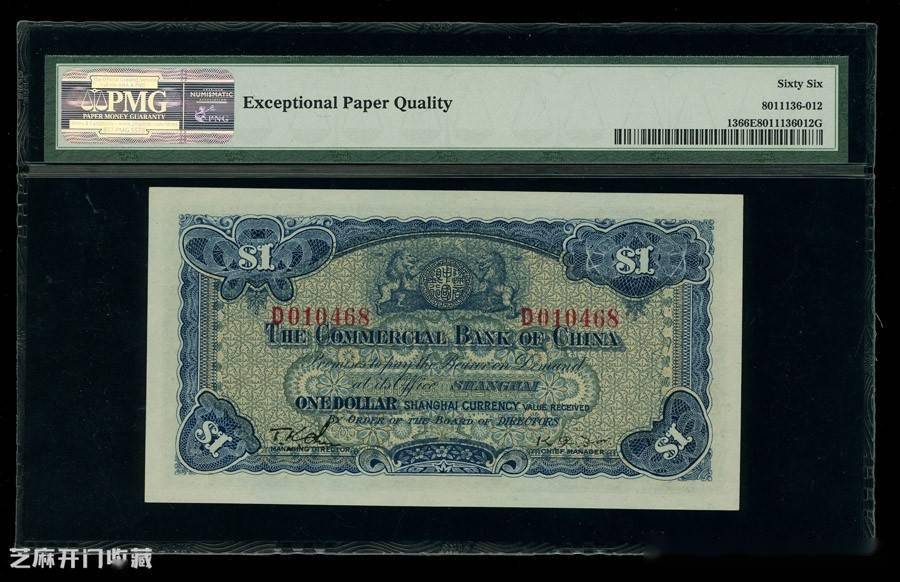 PMG
PAPER MONEY GUARANTY
NUMISMATIC
PNG
Exceptional Paper Quality
Sixty Six
8011136-012
1366E8011136012G
$1 $1
D010468 D010468
THE COMMERCIAL BANK OF CHINA
Promises to pay the Bearer on Demand
at its Office SHANGHAI
ONE DOLLAR SHANGHAI CURRENCY VALUE RECEIVED
BY ORDER OF THE BOARD OF DIRECTORS
$1 $1
MANAGING DIRECTOR CHIEF MANAGER
芝麻开门收藏